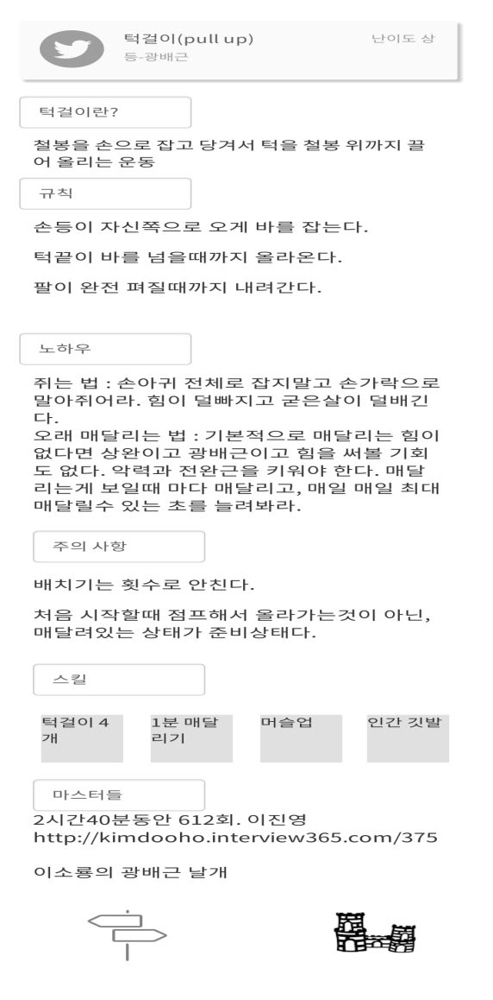 턱걸이(pull up)
난이도 상
등-광배근
턱걸이란?
철봉을 손으로 잡고 당겨서 턱을 철봉 위까지 끌
어 올리는 운동
규칙
손등이 자신쪽으로 오게 바를 잡는다.
턱끝이 바를 넘을때까지 올라온다.
팔이 완전 펴질때까지 내려간다.
노하우
쥐는 법 : 손아귀 전체로 잡지말고 손가락으로
말아쥐어라. 힘이 덜빠지고 굳은살이 덜배긴
다.
오래 매달리는 법 : 기본적으로 매달리는 힘이
없다면 상완이고 광배근이고 힘을 써볼 기회
도 없다. 악력과 전완근을 키워야 한다. 매달
리는게 보일때 마다 매달리고, 매일 매일 최대
매달릴수 있는 초를 늘려봐라.
주의 사항
배치기는 횟수로 안친다.
처음 시작할때 점프해서 올라가는것이 아닌,
매달려있는 상태가 준비상태다.
스킬
턱걸이 4
개
1분 매달
리기
머슬업
인간 깃발
마스터들
2시간40분동안 612회. 이진영
http://kimdooho.interview365.com/375
이소룡의 광배근 날개